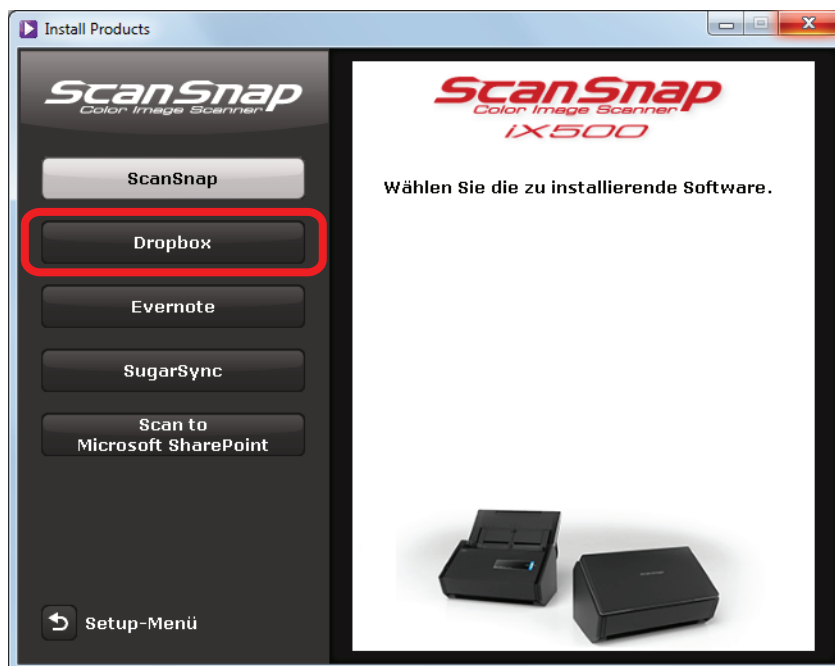 Install Products
ScanSnap
Color Image Scanner
ScanSnap
Dropbox
Evernote
SugarSync
Scan to
Microsoft SharePoint
Setup-Menü
ScanSnap
Color Image Scanner
iX500
Wählen Sie die zu installierende Software.